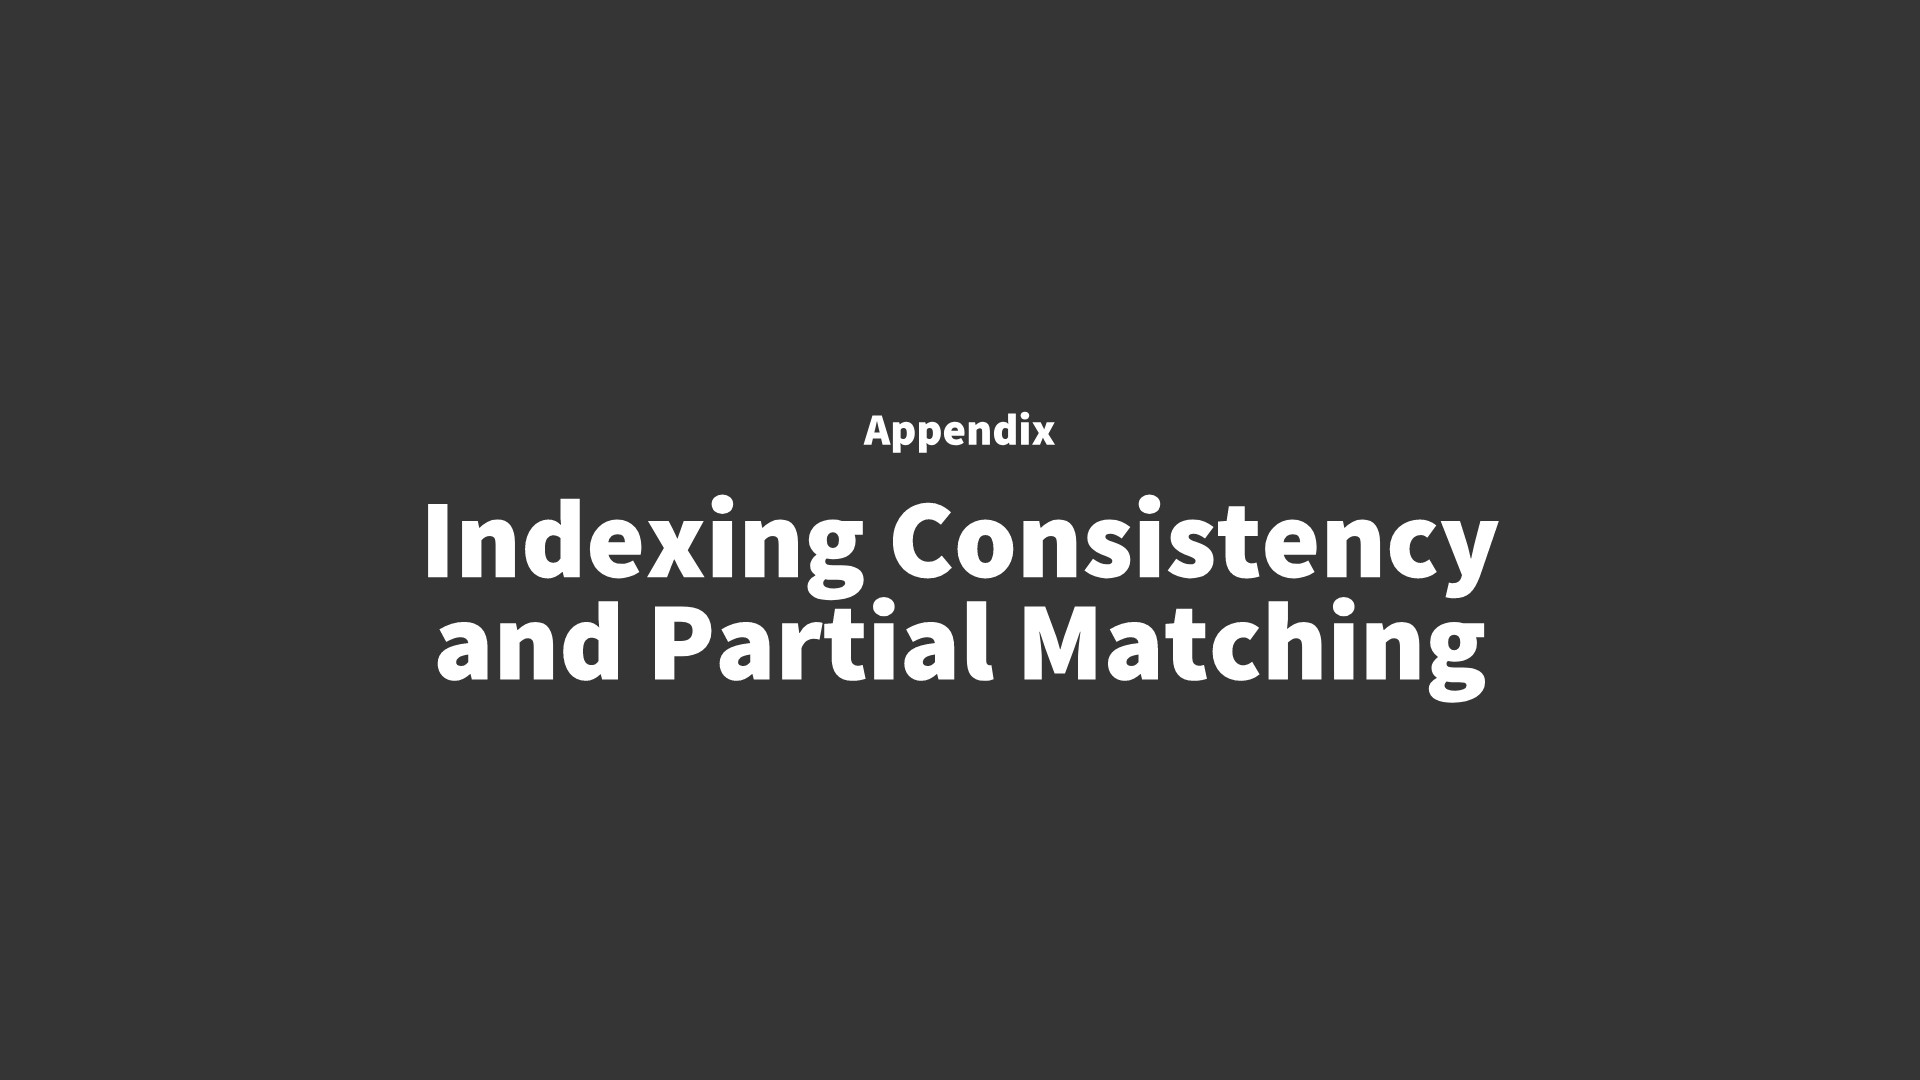 Appendix
Indexing Consistency
and Partial Matching